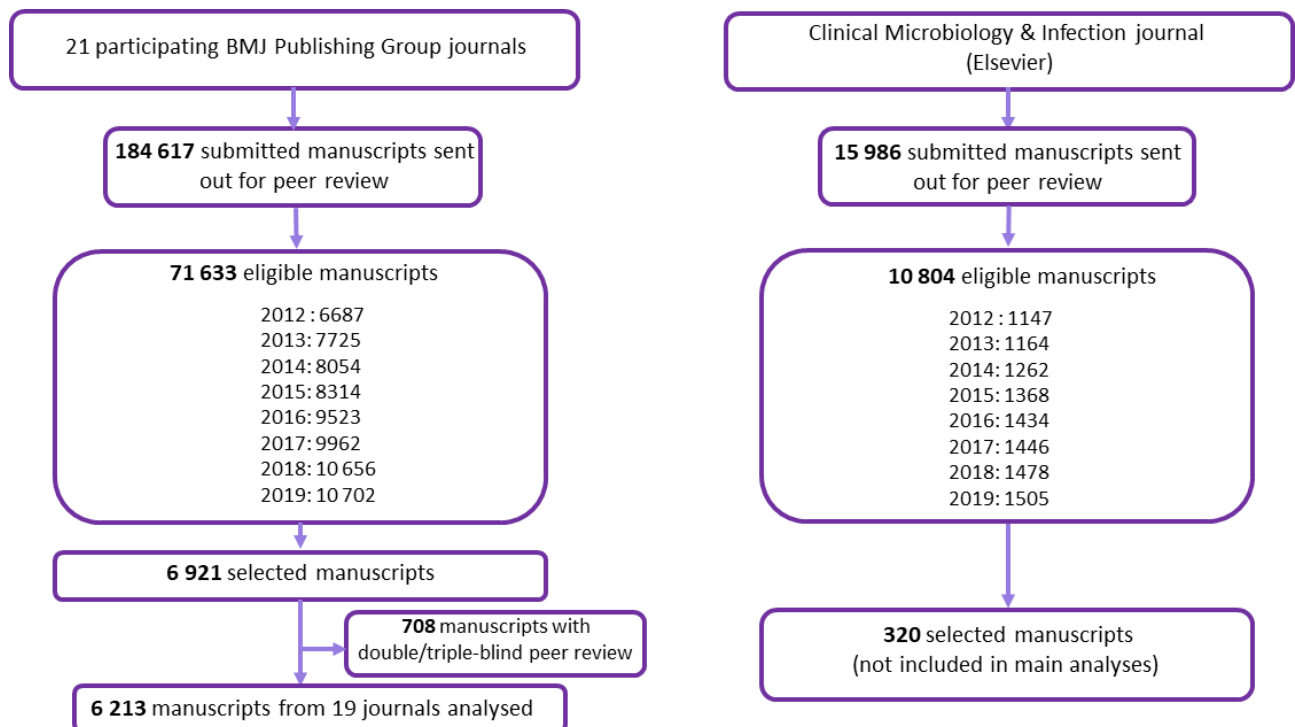 21 participating BMJ Publishing Group journals
184 617 submitted manuscripts sent
out for peer review
71 633 eligible manuscripts
2012 : 6687
2013: 7725
2014: 8054
2015: 8314
2016: 9523
2017: 9962
2018: 10 656
2019: 10 702
6 921 selected manuscripts
708 manuscripts with
double/triple-blind peer review
6 213 manuscripts from 19 journals analysed
Clinical Microbiology & Infection journal
(Elsevier)
15 986 submitted manuscripts sent
out for peer review
10 804 eligible manuscripts
2012 : 1147
2013: 1164
2014: 1262
2015: 1368
2016: 1434
2017: 1446
2018: 1478
2019: 1505
320 selected manuscripts
(not included in main analyses)